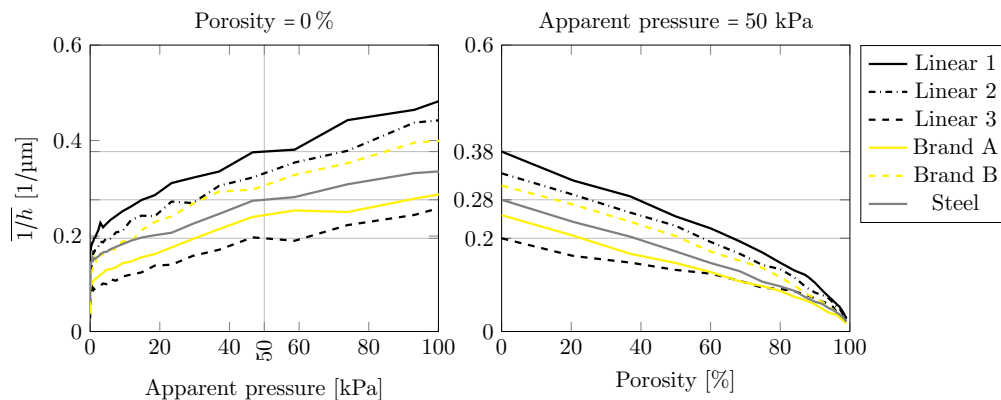 Porosity = 0 %
0.6
0.4
0.2
0
0 20 40 50 60 80 100
1/h [1/µm]
Apparent pressure [kPa]
Apparent pressure = 50 kPa
0.6
0.38
0.28
0.2
0
0 20 40 60 80 100
Porosity [%]
Linear 1
Linear 2
Linear 3
Brand A
Brand B
Steel